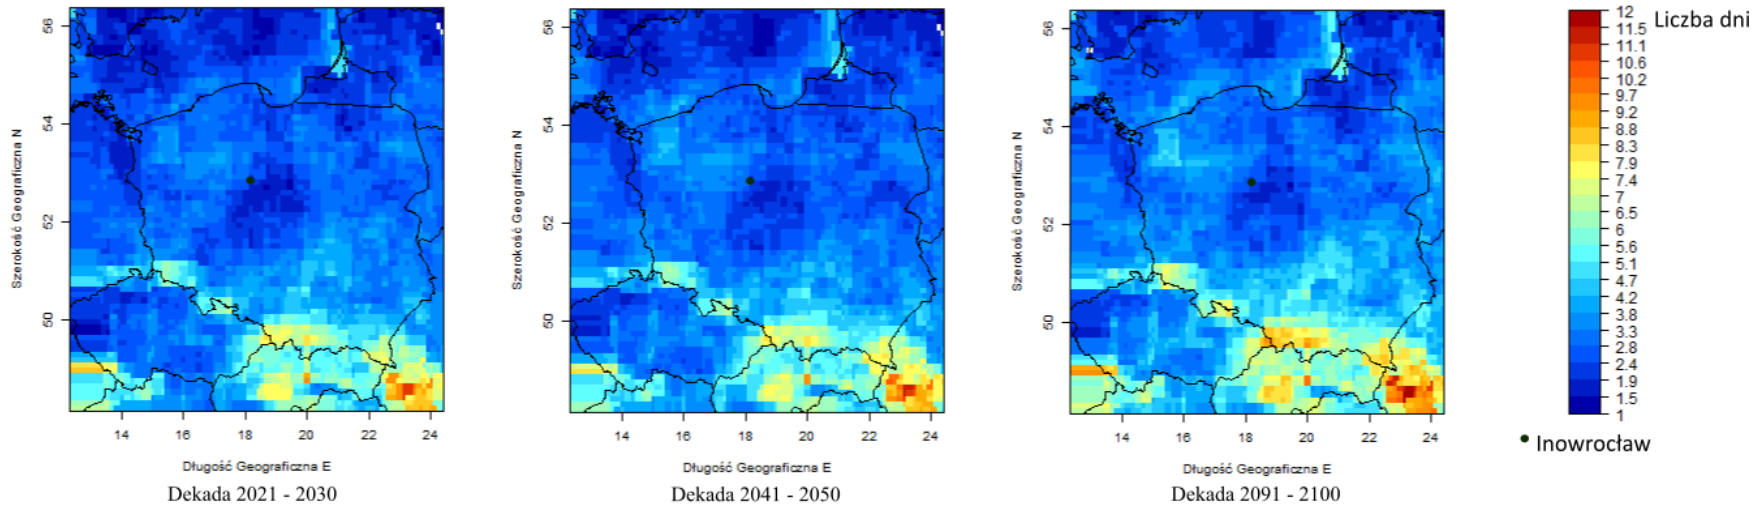 56
54
52
50
Szerokość Geograficzna N
14 16 18 20 22 24
Długość Geograficzna E
Dekada 2021 - 2030
56
54
52
50
Szerokość Geograficzna N
14 16 18 20 22 24
Długość Geograficzna E
Dekada 2041 - 2050
56
54
52
50
Szerokość Geograficzna N
14 16 18 20 22 24
Długość Geograficzna E
Dekada 2091 - 2100
Liczba dni
12
11.5
11.1
10.6
10.2
9.7
9.2
8.8
8.3
7.9
7.4
7
6.5
6
5.6
5.1
4.7
4.2
3.8
3.3
2.8
2.4
1.9
1.5
1
Inowrocław